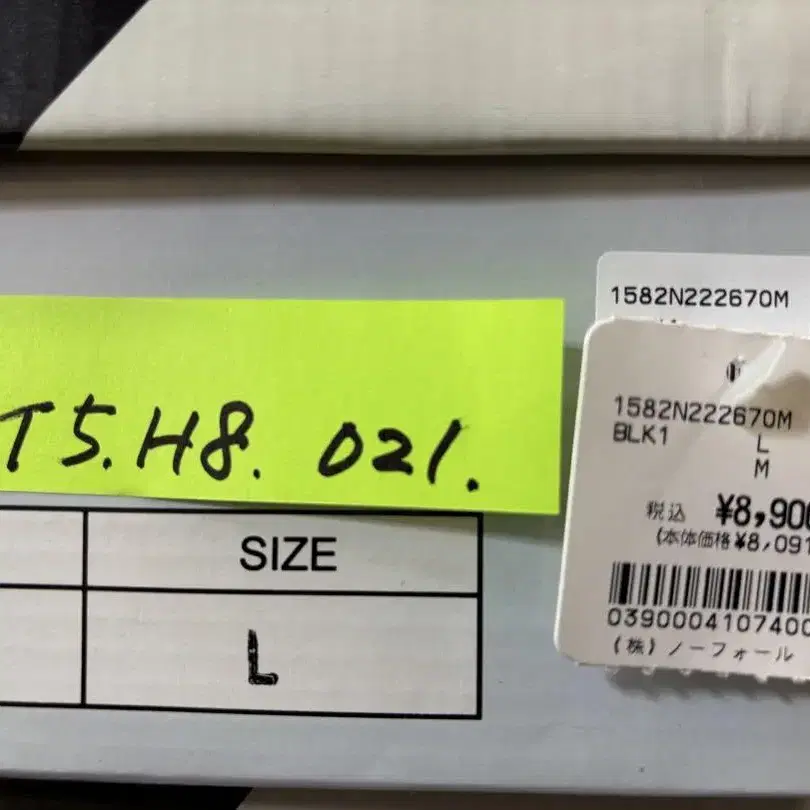 1582N222670M
1582N222670M
BLK1 L
M
税込 ¥8,900
(本体価格¥8,091
T5.H8. 021.
SIZE
0390004107400
(株)ノーフォール
L